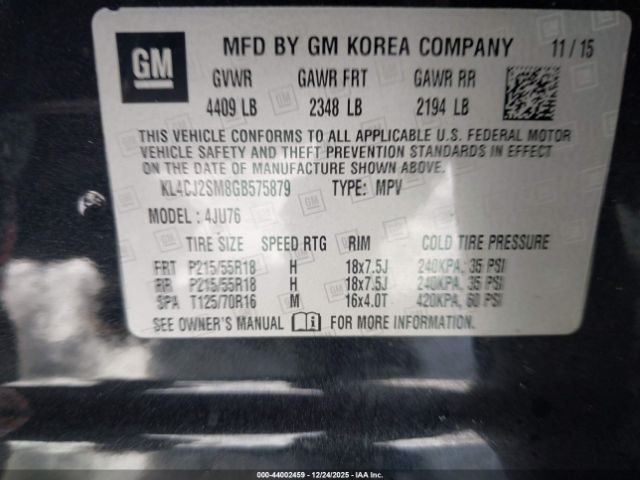 GM MFD BY GM KOREA COMPANY 11/15
GVWR GAWR FRT GAWR RR
4409 LB 2348 LB 2194 LB
THIS VEHICLE CONFORMS TO ALL APPLICABLE U.S. FEDERAL MOTOR
VEHICLE SAFETY AND THEFT PREVENTION STANDARDS IN EFFECT
ON THE DATE OF MANUFACTURE SHOWN ABOVE.
KL4CJ2SM8GB575879 TYPE: MPV
MODEL: 4JU76
TIRE SIZE SPEED RTG RIM COLD TIRE PRESSURE
FRT P215/55R18 H 18x7.5J 240KPA, 35 PSI
RR P215/55R18 H 18x7.5J 240KPA, 35 PSI
SPA T125/70R16 M 16x4.0T 420KPA, 60 PSI
SEE OWNER'S MANUAL FOR MORE INFORMATION.
000-44002459 - 12/24/2025 - IAA Inc.